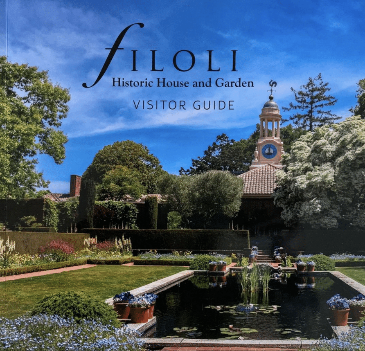 filoli
Historic House and Garden
VISITOR GUIDE